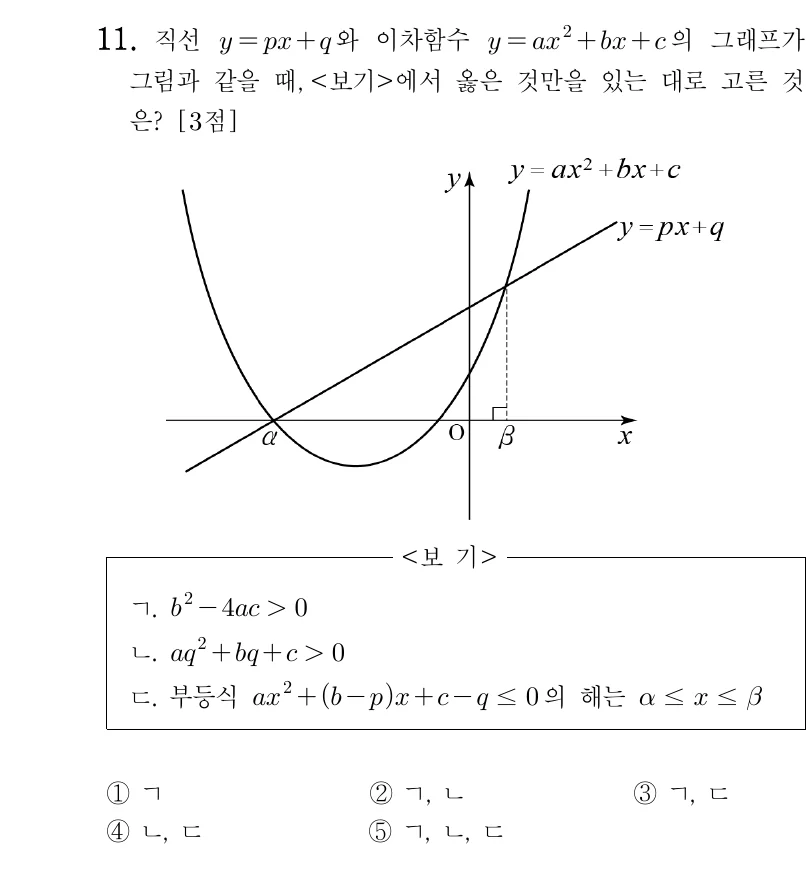 11. 직선 y=px+q와 이차함수 y=ax²+bx+c의 그래프가
그림과 같을 때, <보기>에서 옳은 것만을 있는 대로 고른 것
은? [3점]
y
y=ax²+bx+c
y=px+q
α
O
β
x
<보 기>
ㄱ. b²-4ac>0
ㄴ. aq²+bq+c>0
ㄷ. 부등식 ax²+(b-p)x+c-q≤0의 해는 α≤x≤β
① ㄱ ② ㄱ, ㄴ ③ ㄱ, ㄷ
④ ㄴ, ㄷ ⑤ ㄱ, ㄴ, ㄷ